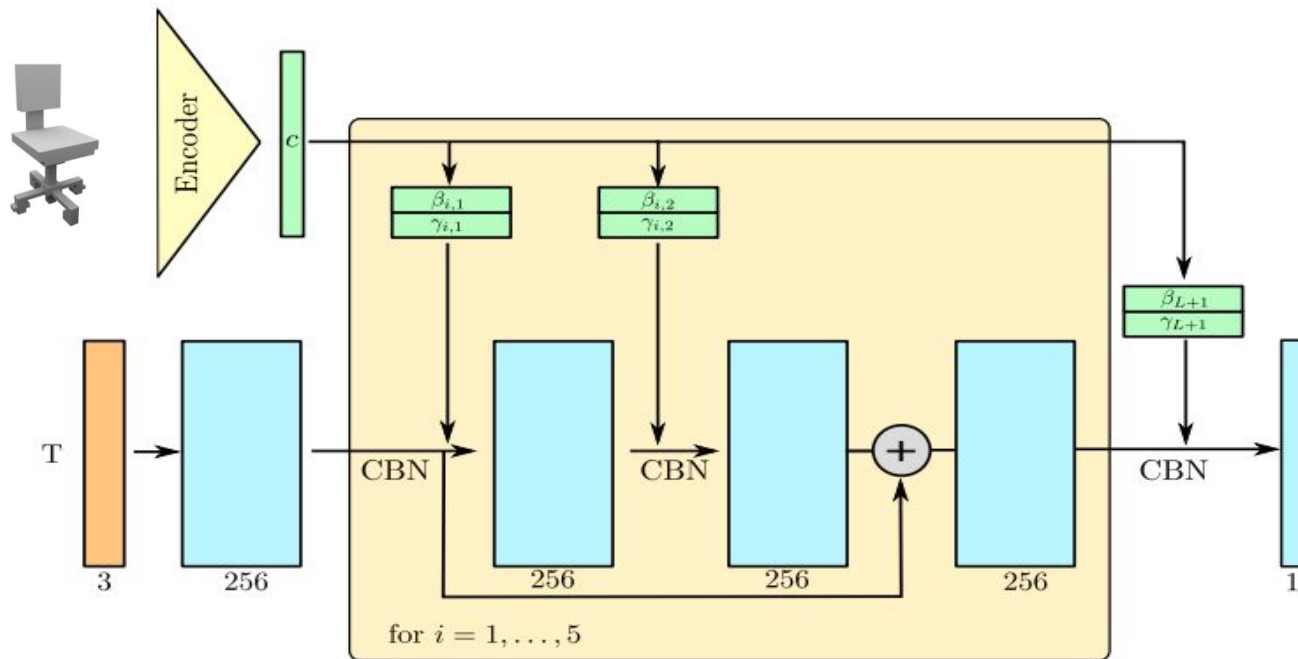 Encoder
c
β_{i,1}
γ_{i,1}
β_{i,2}
γ_{i,2}
β_{L+1}
γ_{L+1}
T
CBN
CBN
CBN
3
256
256
256
256
1
for i = 1, . . . , 5